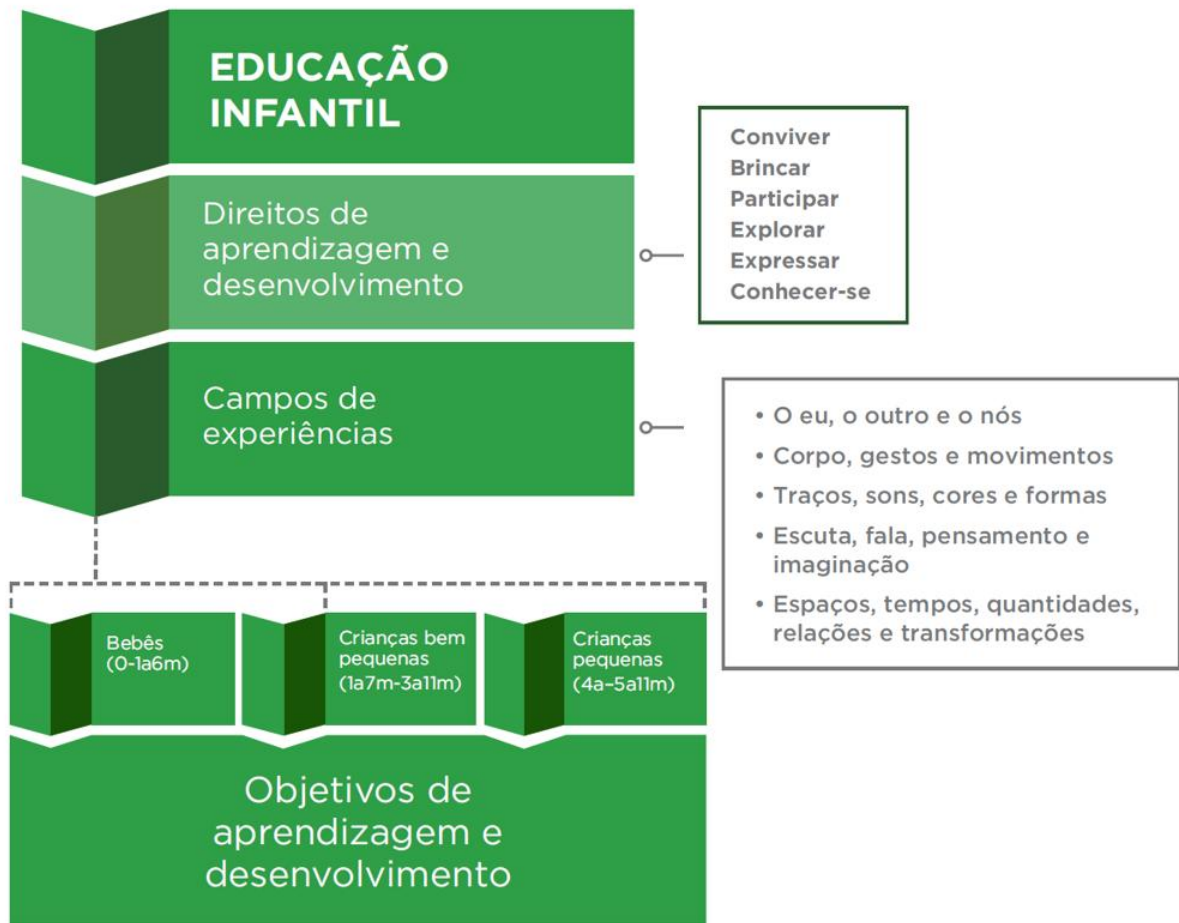 EDUCAÇÃO
INFANTIL
Direitos de
aprendizagem e
desenvolvimento
Conviver
Brincar
Participar
Explorar
Expressar
Conhecer-se
Campos de
experiências
• O eu, o outro e o nós
• Corpo, gestos e movimentos
• Traços, sons, cores e formas
• Escuta, fala, pensamento e
imaginação
• Espaços, tempos, quantidades,
relações e transformações
Bebês
(0-1a6m)
Crianças bem
pequenas
(1a7m-3a11m)
Crianças
pequenas
(4a–5a11m)
Objetivos de
aprendizagem e
desenvolvimento